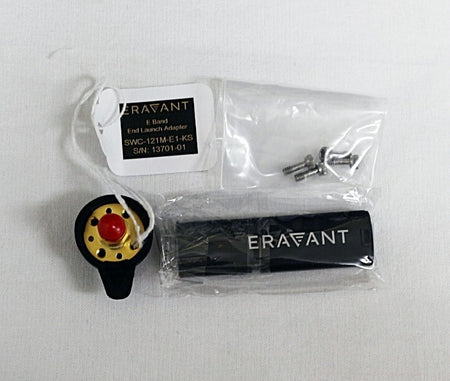 ERAVANT
E Band
End Launch Adapter
SWC-121M-E1-KS
S/N: 13701-01
ERAVANT